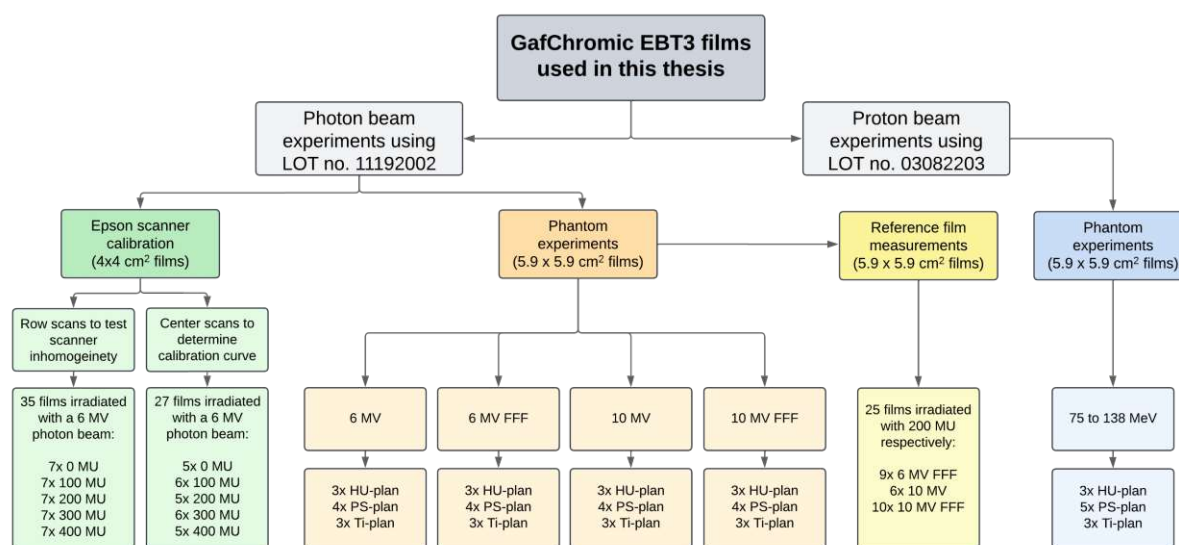 GafChromic EBT3 films
used in this thesis
Photon beam
experiments using
LOT no. 11192002
Proton beam
experiments using
LOT no. 03082203
Epson scanner
calibration
(4x4 cm² films)
Phantom
experiments
(5.9 x 5.9 cm² films)
Reference film
measurements
(5.9 x 5.9 cm² films)
Phantom
experiments
(5.9 x 5.9 cm² films)
Row scans to test
scanner
inhomogeinety
Center scans to
determine
calibration curve
35 films irradiated
with a 6 MV
photon beam:
7x 0 MU
7x 100 MU
7x 200 MU
7x 300 MU
7x 400 MU
27 films irradiated
with a 6 MV
photon beam:
5x 0 MU
6x 100 MU
5x 200 MU
6x 300 MU
5x 400 MU
6 MV
6 MV FFF
10 MV
10 MV FFF
3x HU-plan
4x PS-plan
3x Ti-plan
3x HU-plan
4x PS-plan
3x Ti-plan
3x HU-plan
4x PS-plan
3x Ti-plan
3x HU-plan
4x PS-plan
3x Ti-plan
25 films irradiated
with 200 MU
respectively:
9x 6 MV FFF
6x 10 MV
10x 10 MV FFF
75 to 138 MeV
3x HU-plan
5x PS-plan
3x Ti-plan